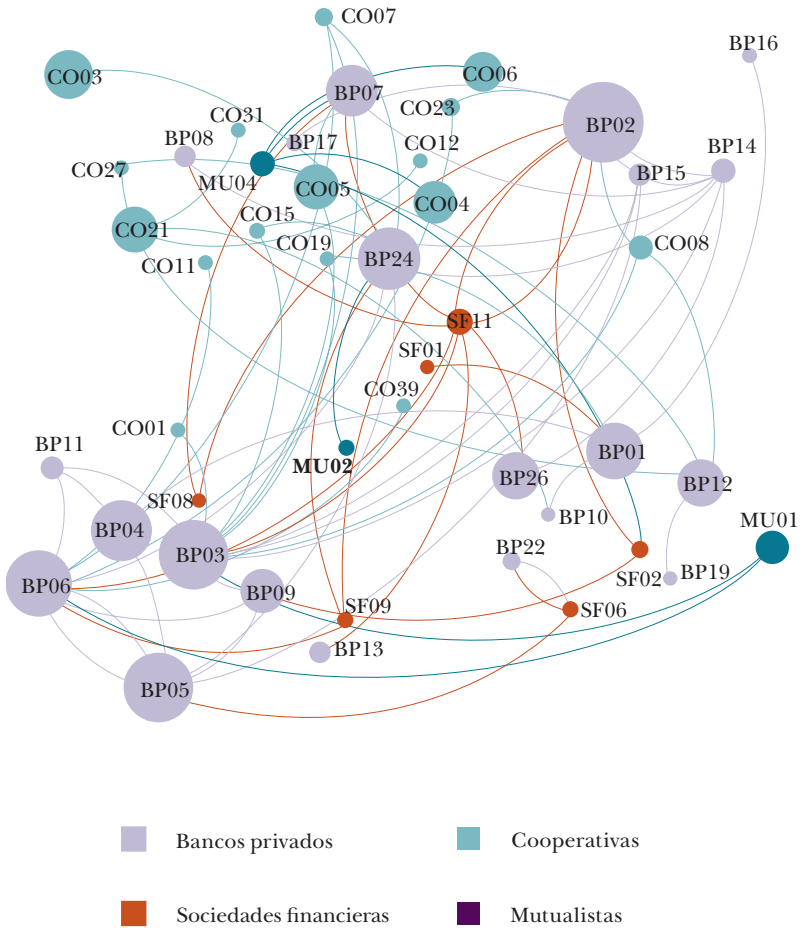 CO07
BP16
CO03
CO06
BP07
CO23
CO31
BP02
BP08
BP17
CO12
BP14
CO27
MU04
CO05
BP15
CO04
CO15
CO21
CO19
CO08
CO11
BP24
SF11
SF01
CO39
CO01
BP11
BP01
MU02
BP26
BP12
SF08
BP04
BP10
MU01
BP03
BP22
BP06
SF02
BP19
BP09
SF09
SF06
BP13
BP05
Bancos privados
Cooperativas
Sociedades financieras
Mutualistas